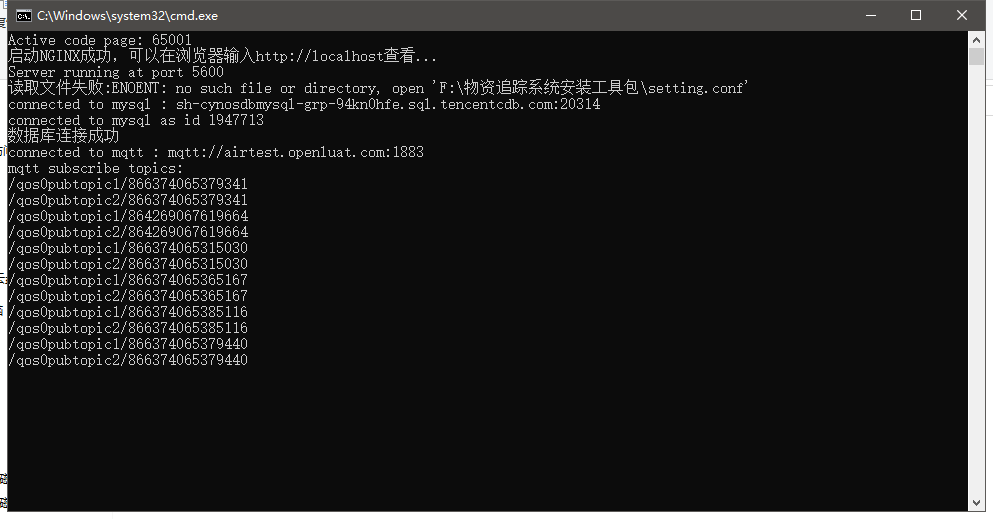 C:\Windows\system32\cmd.exe
Active code page: 65001
启动NGINX成功，可以在浏览器输入http://localhost查看...
Server running at port 5600
读取文件失败:ENOENT: no such file or directory, open 'F:\物资追踪系统安装工具包\setting.conf'
connected to mysql : sh-cynosdbmysql-grp-94kn0hfe.sql.tencentcdb.com:20314
connected to mysql as id 1947713
数据库连接成功
connected to mqtt : mqtt://airtest.openluat.com:1883
mqtt subscribe topics:
/qos0pubtopic1/866374065379341
/qos0pubtopic2/866374065379341
/qos0pubtopic1/864269067619664
/qos0pubtopic2/864269067619664
/qos0pubtopic1/866374065315030
/qos0pubtopic2/866374065315030
/qos0pubtopic1/866374065365167
/qos0pubtopic2/866374065365167
/qos0pubtopic1/866374065385116
/qos0pubtopic2/866374065385116
/qos0pubtopic1/866374065379440
/qos0pubtopic2/866374065379440